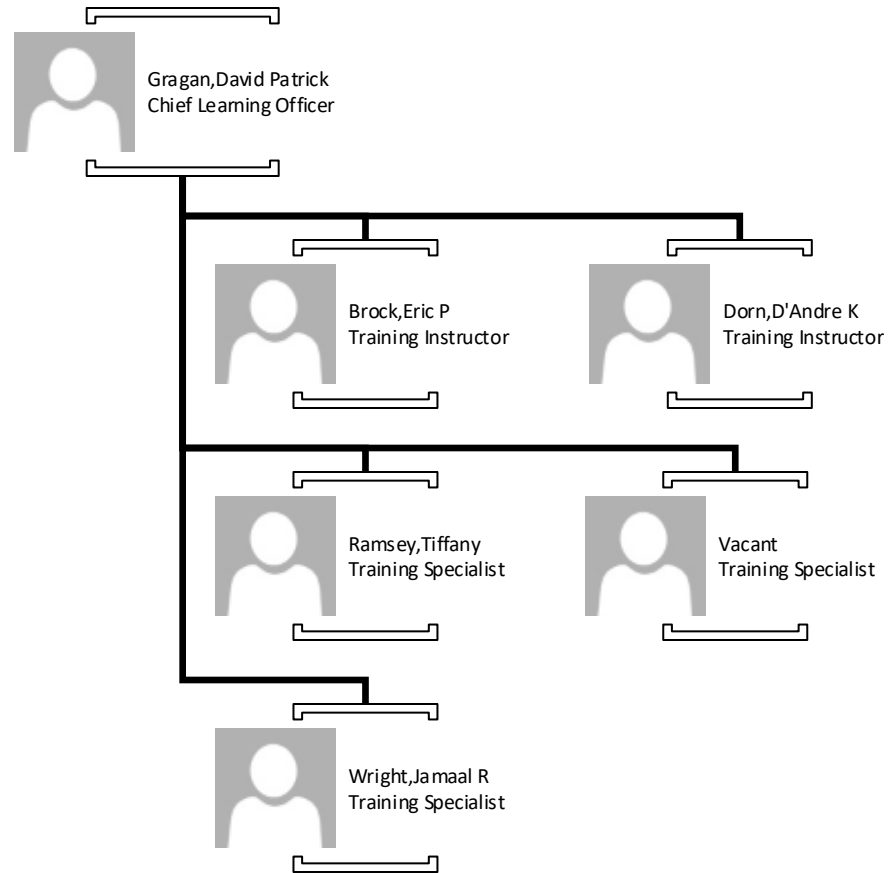 Gragan,David Patrick
Chief Learning Officer
Brock,Eric P
Training Instructor
Dorn,D'Andre K
Training Instructor
Ramsey,Tiffany
Training Specialist
Vacant
Training Specialist
Wright,Jamaal R
Training Specialist